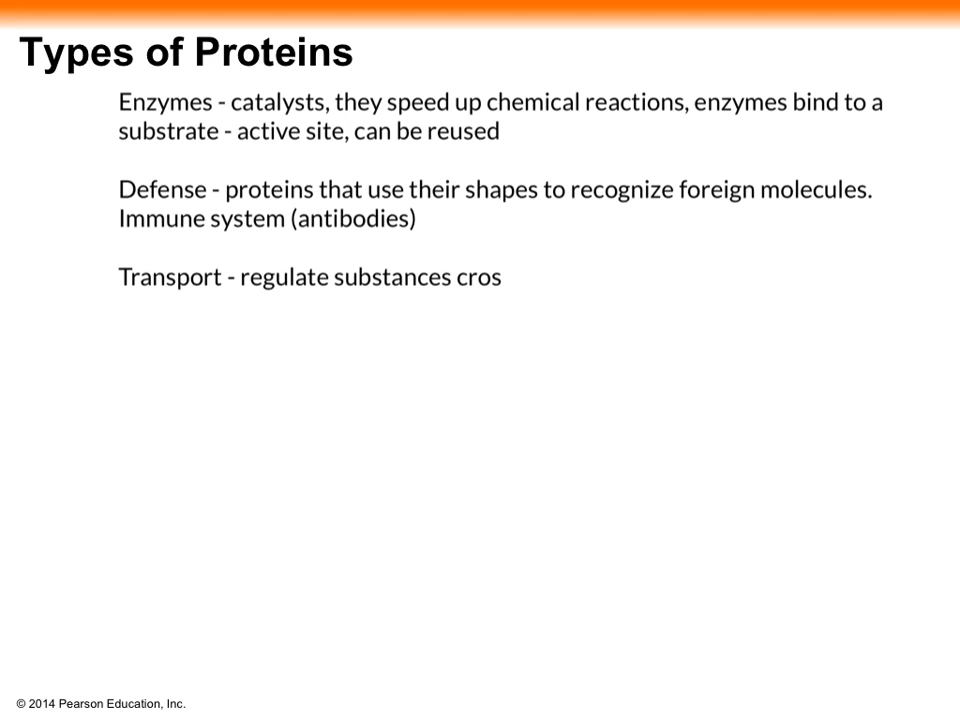 Types of Proteins
Enzymes - catalysts, they speed up chemical reactions, enzymes bind to a
substrate - active site, can be reused
Defense - proteins that use their shapes to recognize foreign molecules.
Immune system (antibodies)
Transport - regulate substances cros
© 2014 Pearson Education, Inc.